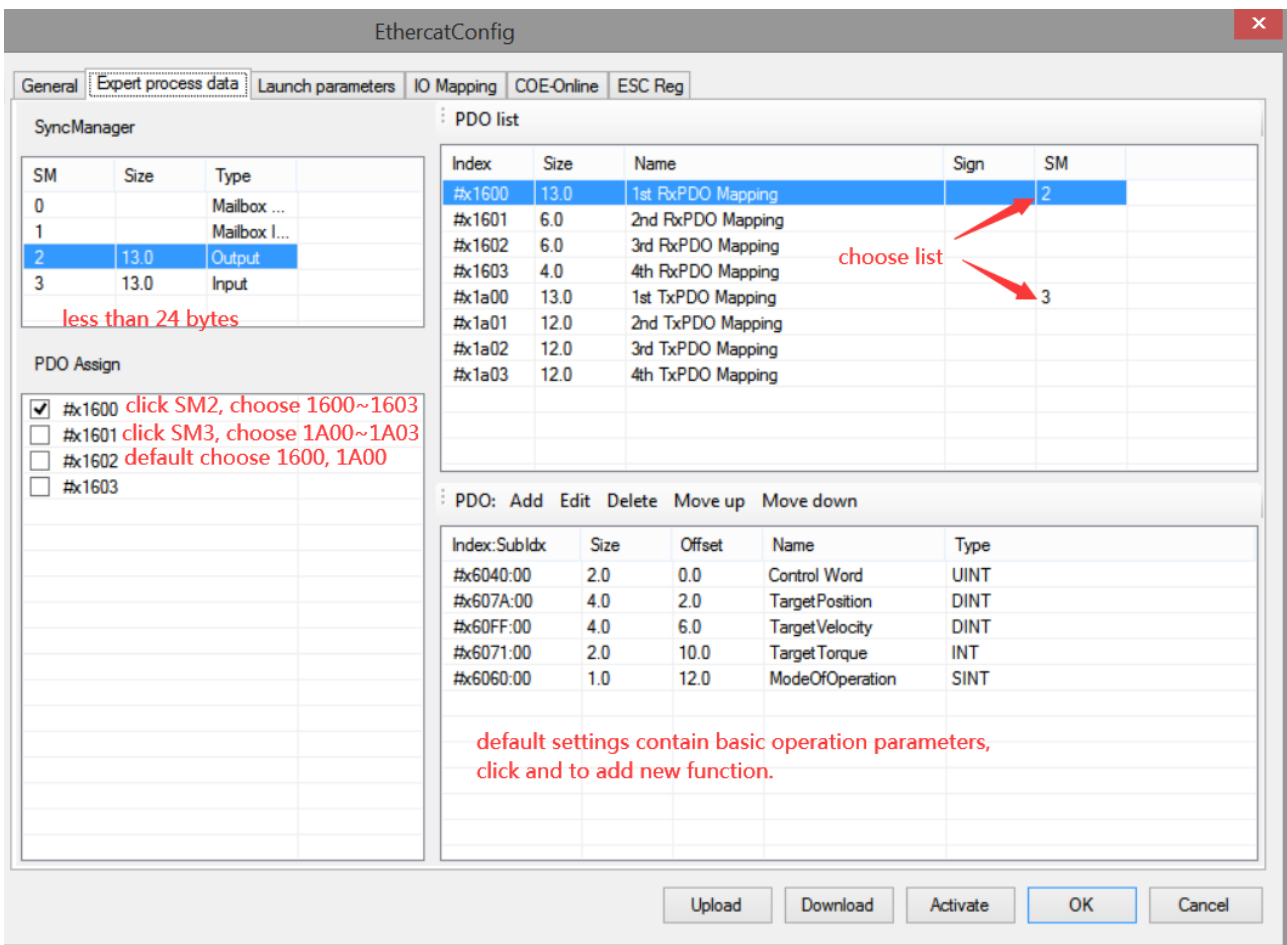 EthercatConfig
General Expert process data Launch parameters IO Mapping COE-Online ESC Reg
SyncManager
SM Size Type
0 Mailbox ...
1 Mailbox I...
2 13.0 Output
3 13.0 Input
less than 24 bytes
PDO Assign
#x1600 click SM2, choose 1600~1603
#x1601 click SM3, choose 1A00~1A03
#x1602 default choose 1600, 1A00
#x1603
PDO list
Index Size Name Sign SM
#x1600 13.0 1st RxPDO Mapping 2
#x1601 6.0 2nd RxPDO Mapping
#x1602 6.0 3rd RxPDO Mapping
choose list
#x1603 4.0 4th RxPDO Mapping
#x1a00 13.0 1st TxPDO Mapping 3
#x1a01 12.0 2nd TxPDO Mapping
#x1a02 12.0 3rd TxPDO Mapping
#x1a03 12.0 4th TxPDO Mapping
PDO: Add Edit Delete Move up Move down
Index:SubIdx Size Offset Name Type
#x6040:00 2.0 0.0 Control Word UINT
#x607A:00 4.0 2.0 TargetPosition DINT
#x60FF:00 4.0 6.0 TargetVelocity DINT
#x6071:00 2.0 10.0 TargetTorque INT
#x6060:00 1.0 12.0 ModeOfOperation SINT
default settings contain basic operation parameters,
click and to add new function.
Upload Download Activate OK Cancel